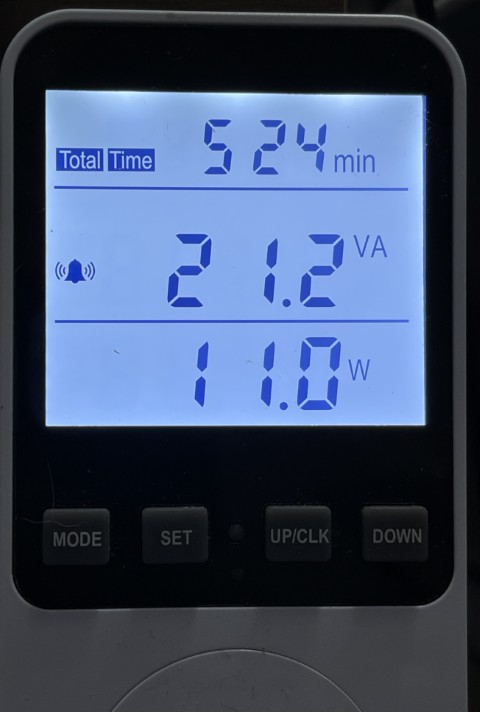 Total Time 524 min
21.2 VA
11.0 W
MODE SET UP/CLK DOWN